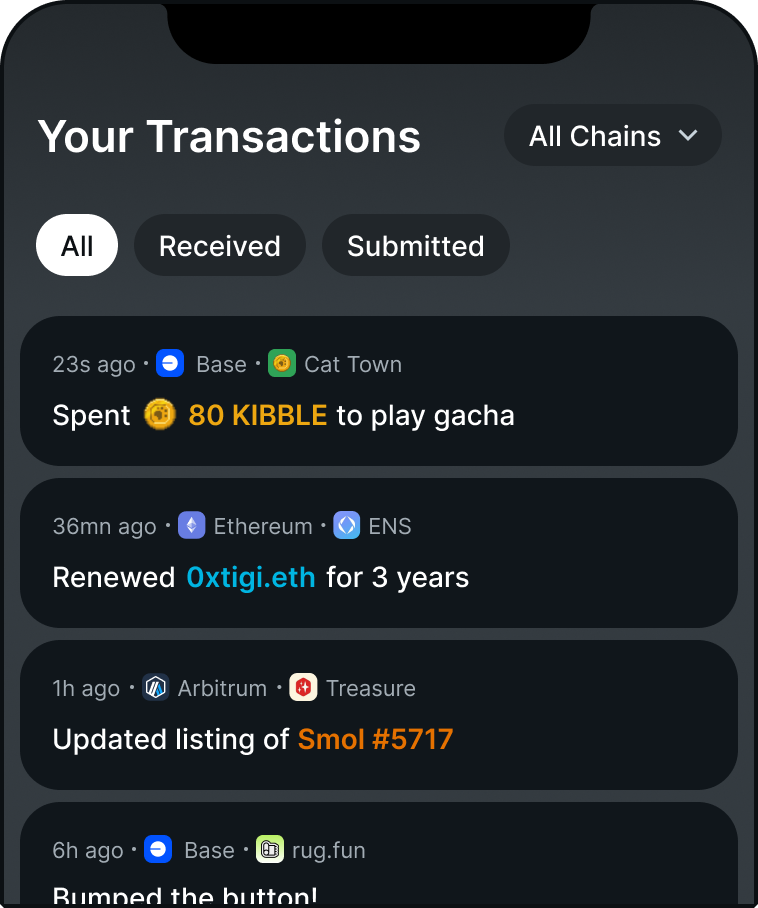 Your Transactions
All Chains
All
Received
Submitted
23s ago · Base · Cat Town
Spent 80 KIBBLE to play gacha
36mn ago · Ethereum · ENS
Renewed 0xtigi.eth for 3 years
1h ago · Arbitrum · Treasure
Updated listing of Smol #5717
6h ago · Base · rug.fun
Bumped the button!